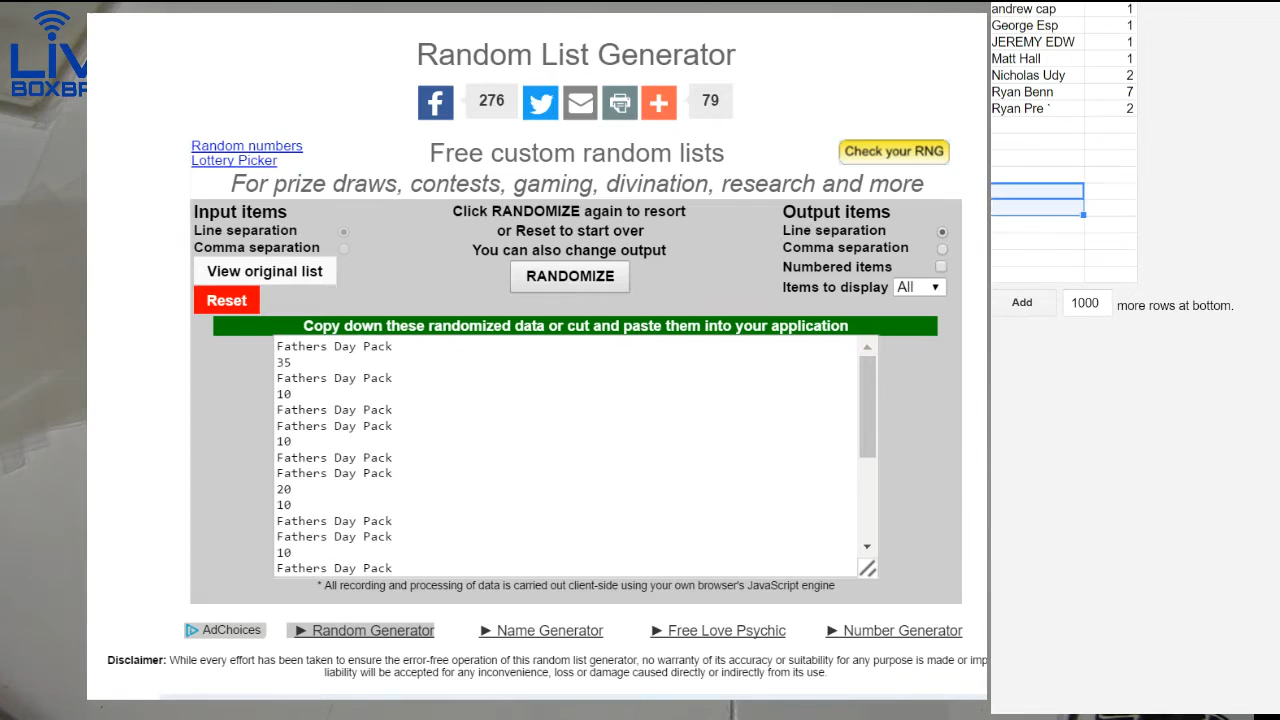 LIV
BOXBR
Random List Generator
276
79
Random numbers
Lottery Picker
Free custom random lists
Check your RNG
For prize draws, contests, gaming, divination, research and more
Input items
Line separation
Comma separation
View original list
Reset
Click RANDOMIZE again to resort
or Reset to start over
You can also change output
RANDOMIZE
Output items
Line separation
Comma separation
Numbered items
Items to display All
Copy down these randomized data or cut and paste them into your application
Fathers Day Pack
35
Fathers Day Pack
10
Fathers Day Pack
Fathers Day Pack
10
Fathers Day Pack
Fathers Day Pack
20
10
Fathers Day Pack
Fathers Day Pack
10
Fathers Day Pack
* All recording and processing of data is carried out client-side using your own browser's JavaScript engine
AdChoices
► Random Generator
► Name Generator
► Free Love Psychic
► Number Generator
Disclaimer: While every effort has been taken to ensure the error-free operation of this random list generator, no warranty of its accuracy or suitability for any purpose is made or imp
liability will be accepted for any inconvenience, loss or damage caused directly or indirectly from its use.
andrew cap 1
George Esp 1
JEREMY EDW 1
Matt Hall 1
Nicholas Udy 2
Ryan Benn 7
Ryan Pre ` 2
Add 1000 more rows at bottom.